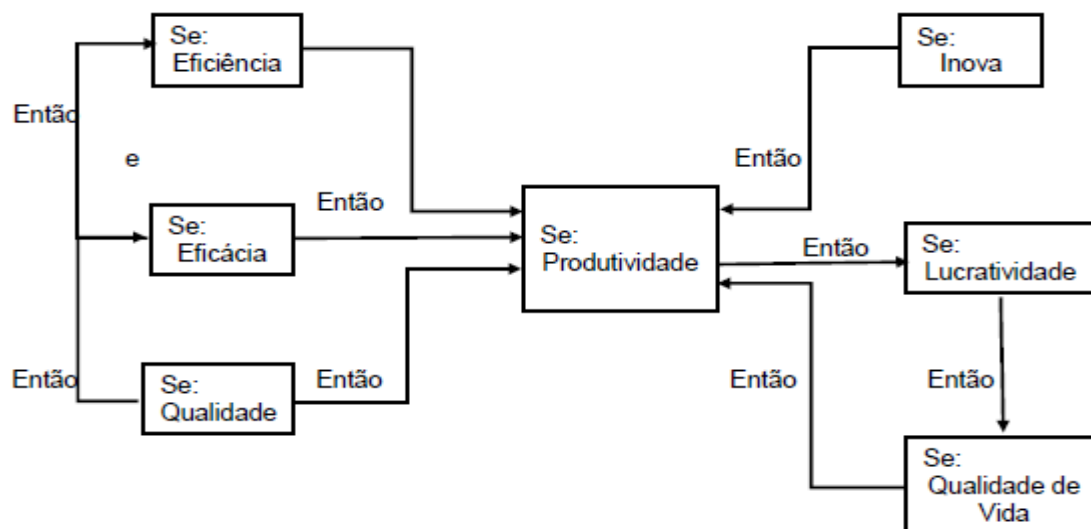 Se:
Eficiência
Se:
Inova
Então
e
Então
Então
Se:
Eficácia
Se:
Produtividade
Então
Se:
Lucratividade
Então
Se:
Qualidade
Então
Então
Então
Se:
Qualidade de
Vida